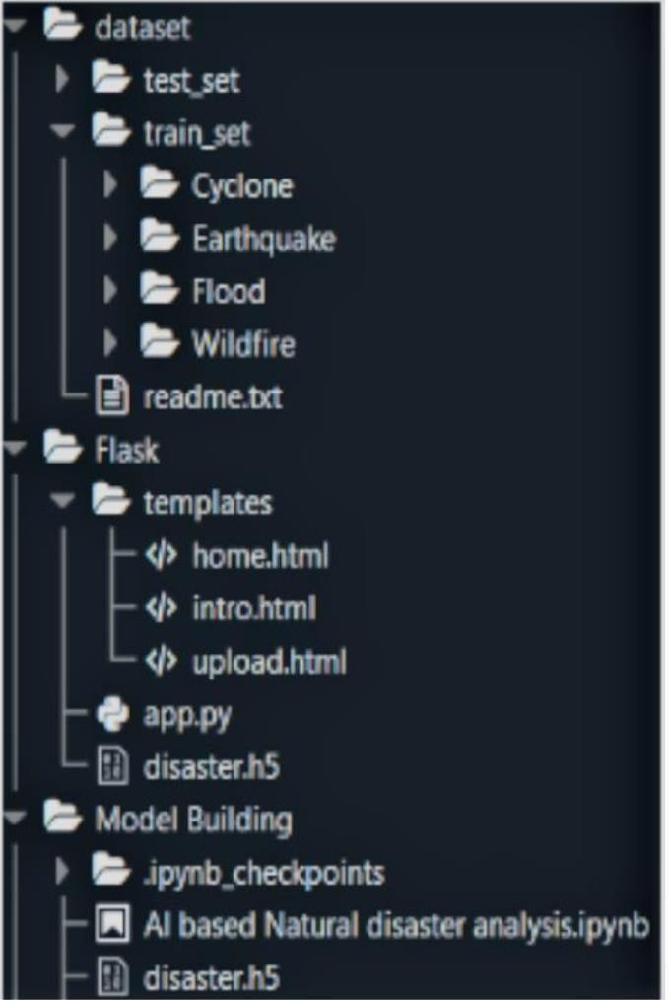 dataset
test_set
train_set
Cyclone
Earthquake
Flood
Wildfire
readme.txt
Flask
templates
home.html
intro.html
upload.html
app.py
disaster.h5
Model Building
.ipynb_checkpoints
AI based Natural disaster analysis.ipynb
disaster.h5